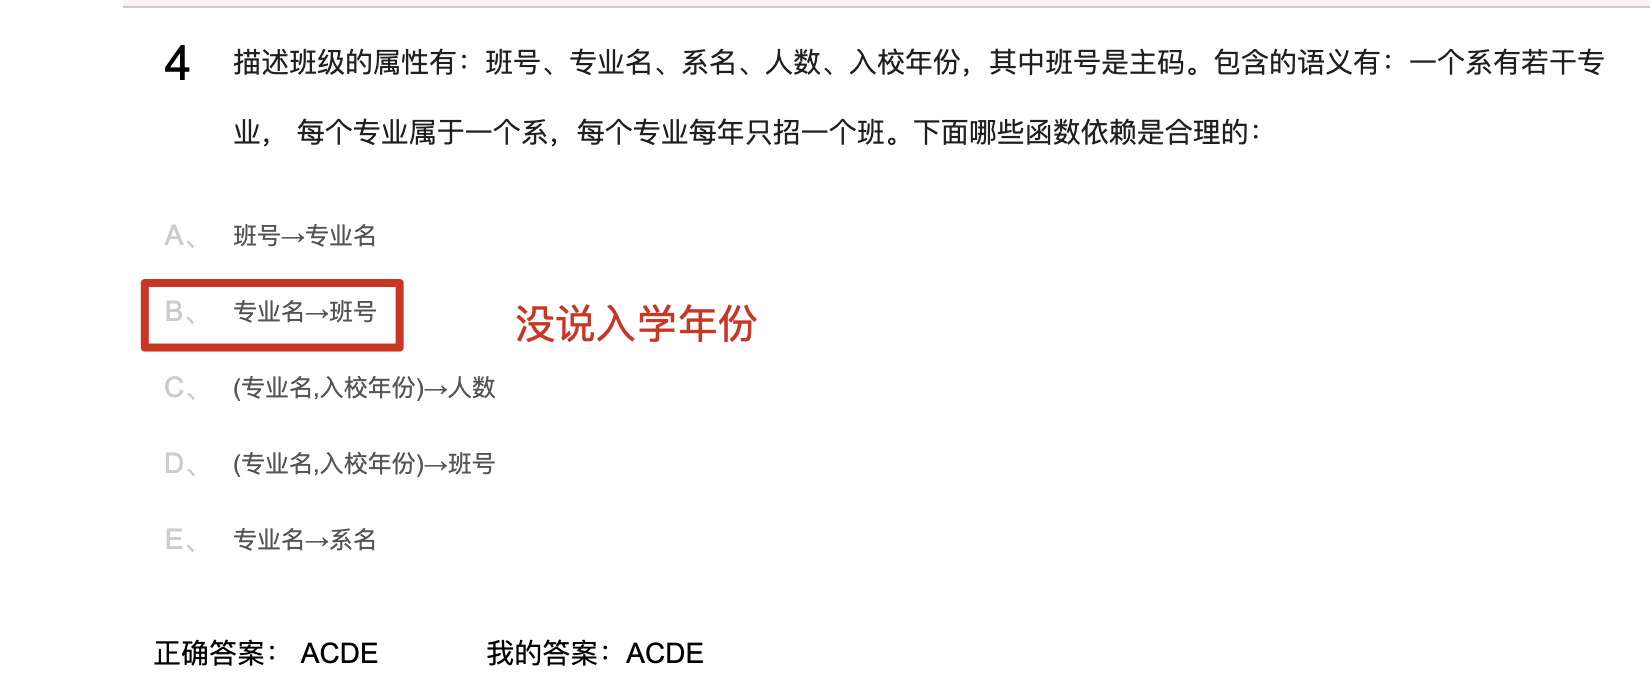 4 描述班级的属性有：班号、专业名、系名、人数、入校年份，其中班号是主码。包含的语义有：一个系有若干专
业， 每个专业属于一个系，每个专业每年只招一个班。下面哪些函数依赖是合理的：
A、 班号→专业名
B、 专业名→班号 没说入学年份
C、 (专业名,入校年份)→人数
D、 (专业名,入校年份)→班号
E、 专业名→系名
正确答案： ACDE 我的答案：ACDE